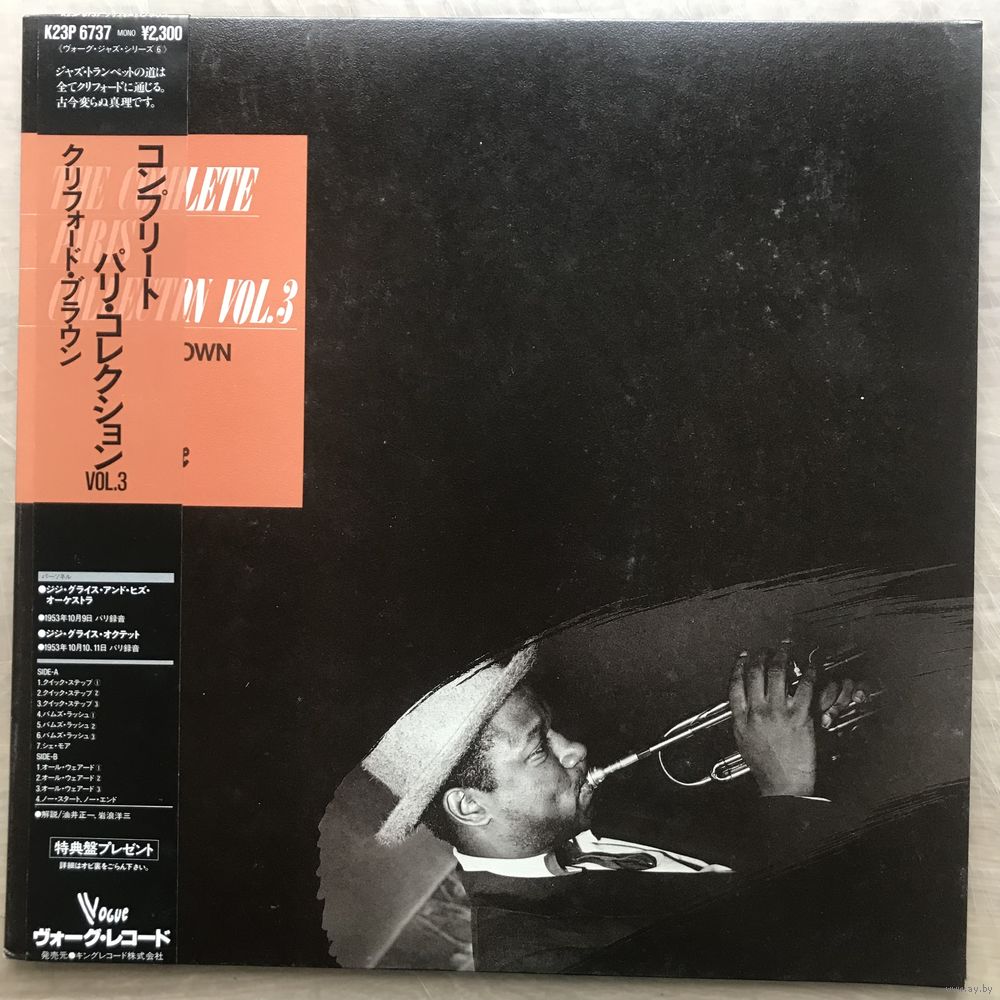 K23P 6737 MONO ¥2,300
《ヴォーグ・ジャズ・シリーズ⑥》
ジャズ・トランペットの道は
全てクリフォードに通じる。
古今変らぬ真理です。
THE COMPLETE
PARIS
COLLECTION VOL.3
OWN
コンプリート
パリ・コレクション
VOL.3
クリフォード・ブラウン
パーソネル
●ジジ・グライス・アンド・ヒズ・
オーケストラ
●1953年10月9日 パリ録音
●ジジ・グライス・オクテット
●1953年10月10、11日 パリ録音
SIDE-A
1.クイック・ステップ①
2.クイック・ステップ②
3.クイック・ステップ③
4.バムズ・ラッシュ①
5.バムズ・ラッシュ②
6.バムズ・ラッシュ③
7.シェ・モア
SIDE-B
1.オール・ウェアード①
2.オール・ウェアード②
3.オール・ウェアード③
4.ノー・スタート、ノー・エンド
●解説/油井正一、岩浪洋三
特典盤プレゼント
詳細はオビ裏をごらん下さい。
VOGUE
ヴォーグ・レコード
発売元●キングレコード株式会社
www.ay.by